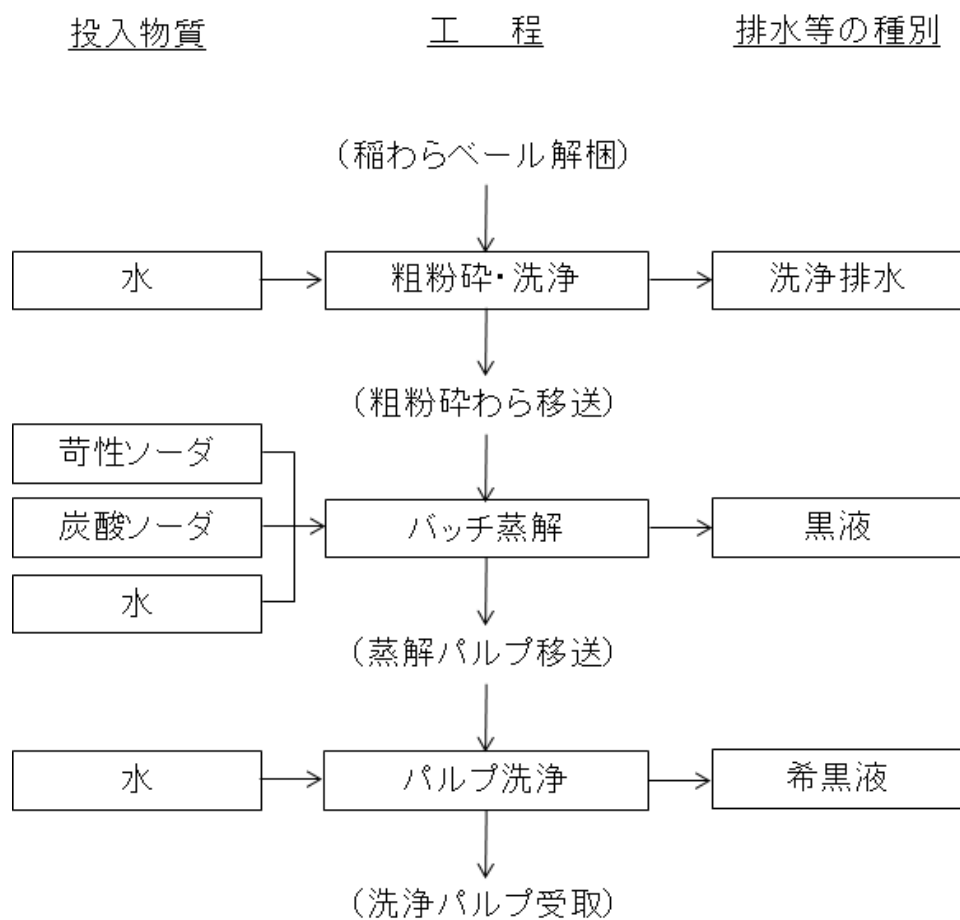 投入物質 工 程 排水等の種別
(稲わらベール解梱)
水 粗粉砕・洗浄 洗浄排水
(粗粉砕わら移送)
苛性ソーダ
炭酸ソーダ バッチ蒸解 黒液
水
(蒸解パルプ移送)
水 パルプ洗浄 希黒液
(洗浄パルプ受取)